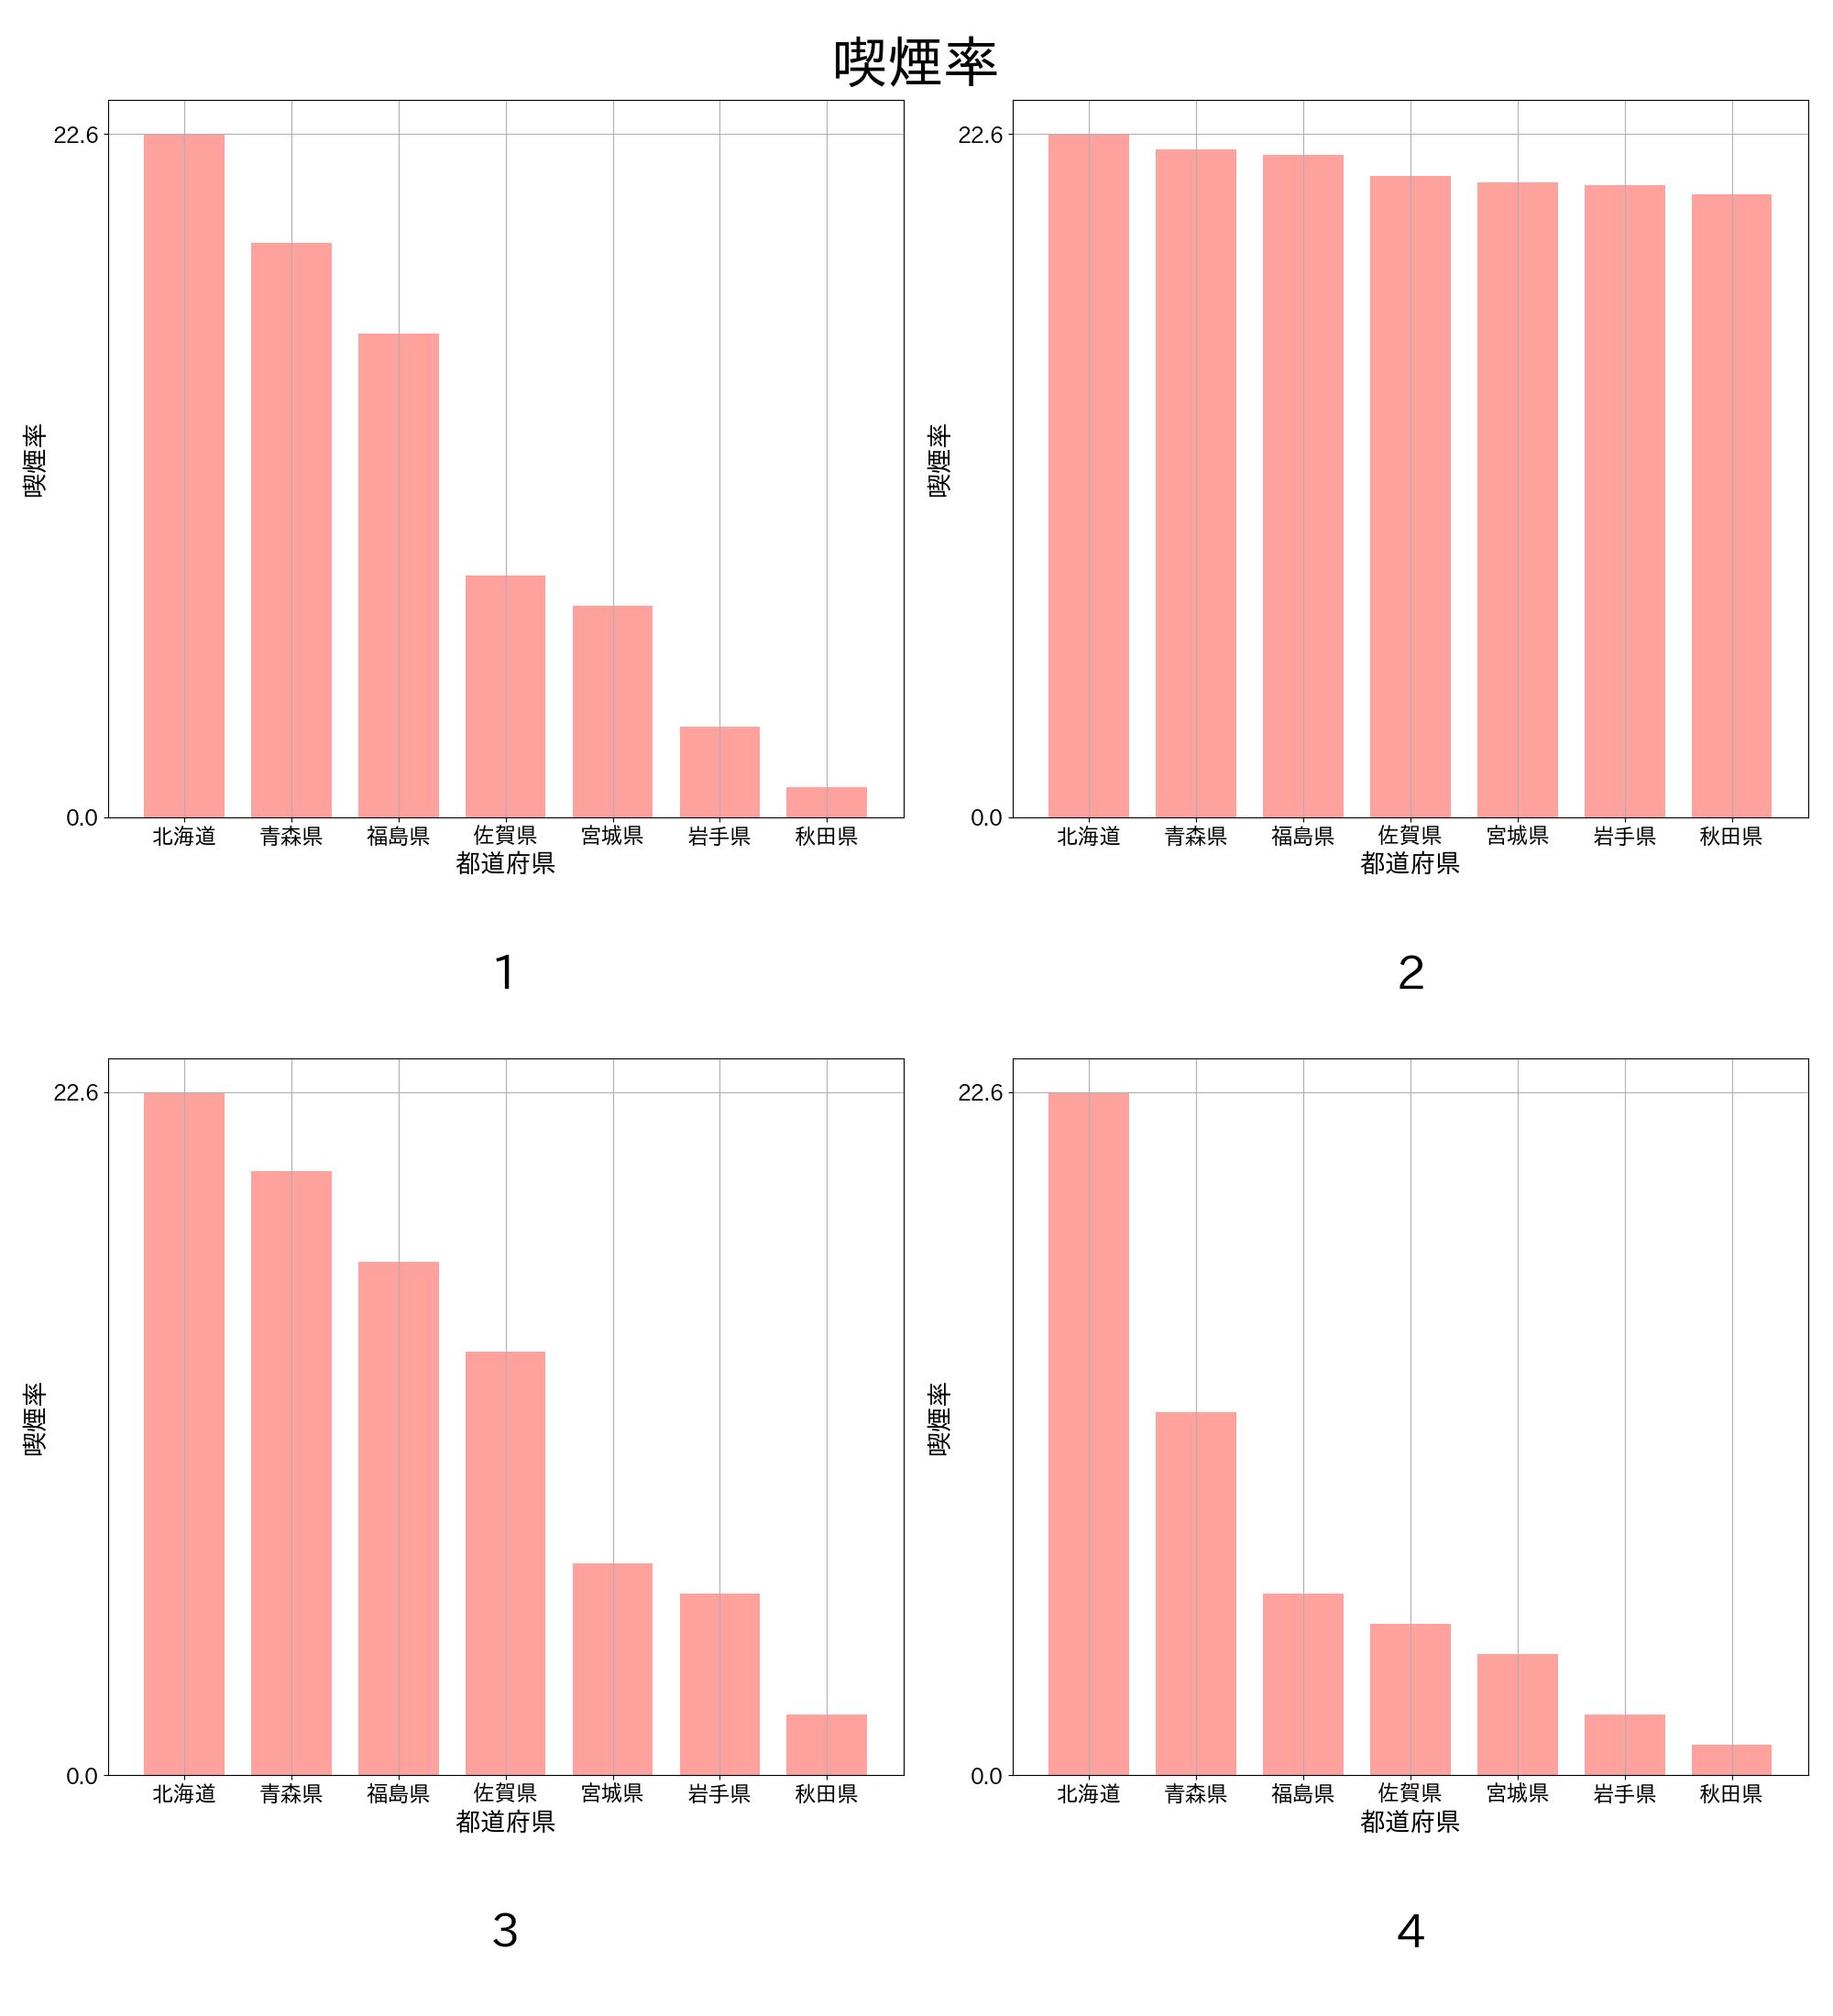 喫煙率
22.6
0.0
喫煙率
北海道 青森県 福島県 佐賀県 宮城県 岩手県 秋田県
都道府県
1
22.6
0.0
喫煙率
北海道 青森県 福島県 佐賀県 宮城県 岩手県 秋田県
都道府県
2
22.6
0.0
喫煙率
北海道 青森県 福島県 佐賀県 宮城県 岩手県 秋田県
都道府県
3
22.6
0.0
喫煙率
北海道 青森県 福島県 佐賀県 宮城県 岩手県 秋田県
都道府県
4